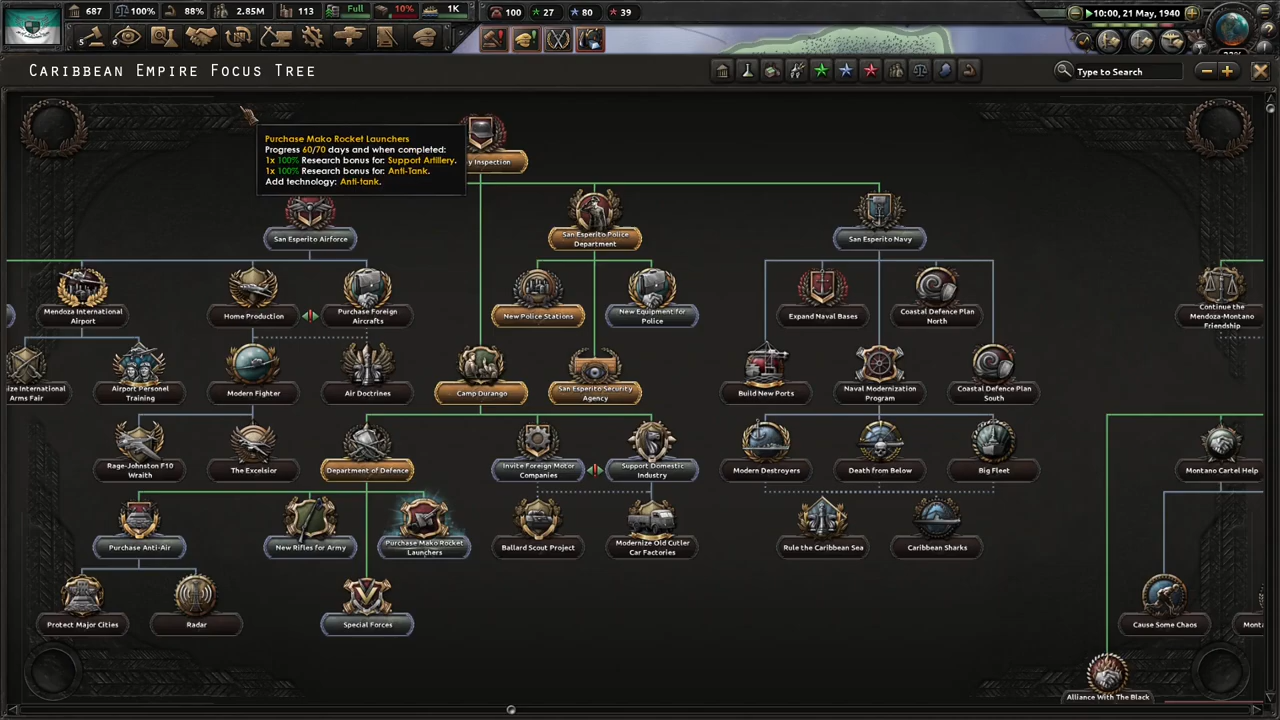 687
100%
88%
2.85M
113
Full
10%
1K
100
27
80
39
10:00, 21 May, 1940
5
6
Caribbean Empire Focus Tree
Type to Search
Purchase Mako Rocket Launchers
Progress 60/70 days and when completed:
1x 100% Research bonus for: Support Artillery.
1x 100% Research bonus for: Anti-Tank.
Add technology: Anti-tank.
y Inspection
San Esperito Airforce
San Esperito Police
Department
San Esperito Navy
Mendoza International
Airport
Home Production
Purchase Foreign
Aircrafts
New Police Stations
New Equipment for
Police
Expand Naval Bases
Coastal Defence Plan
North
Continue the
Mendoza-Montano
Friendship
ize International
Arms Fair
Airport Personel
Training
Modern Fighter
Air Doctrines
Camp Durango
San Esperito Security
Agency
Build New Ports
Naval Modernization
Program
Coastal Defence Plan
South
Rage-Johnston F10
Wraith
The Excelsior
Department of Defence
Invite Foreign Motor
Companies
Support Domestic
Industry
Modern Destroyers
Death from Below
Big Fleet
Montano Cartel Help
Purchase Anti-Air
New Rifles for Army
Purchase Mako Rocket
Launchers
Ballard Scout Project
Modernize Old Cutler
Car Factories
Rule the Caribbean Sea
Caribbean Sharks
Protect Major Cities
Radar
Special Forces
Cause Some Chaos
Mont
Alliance With The Black